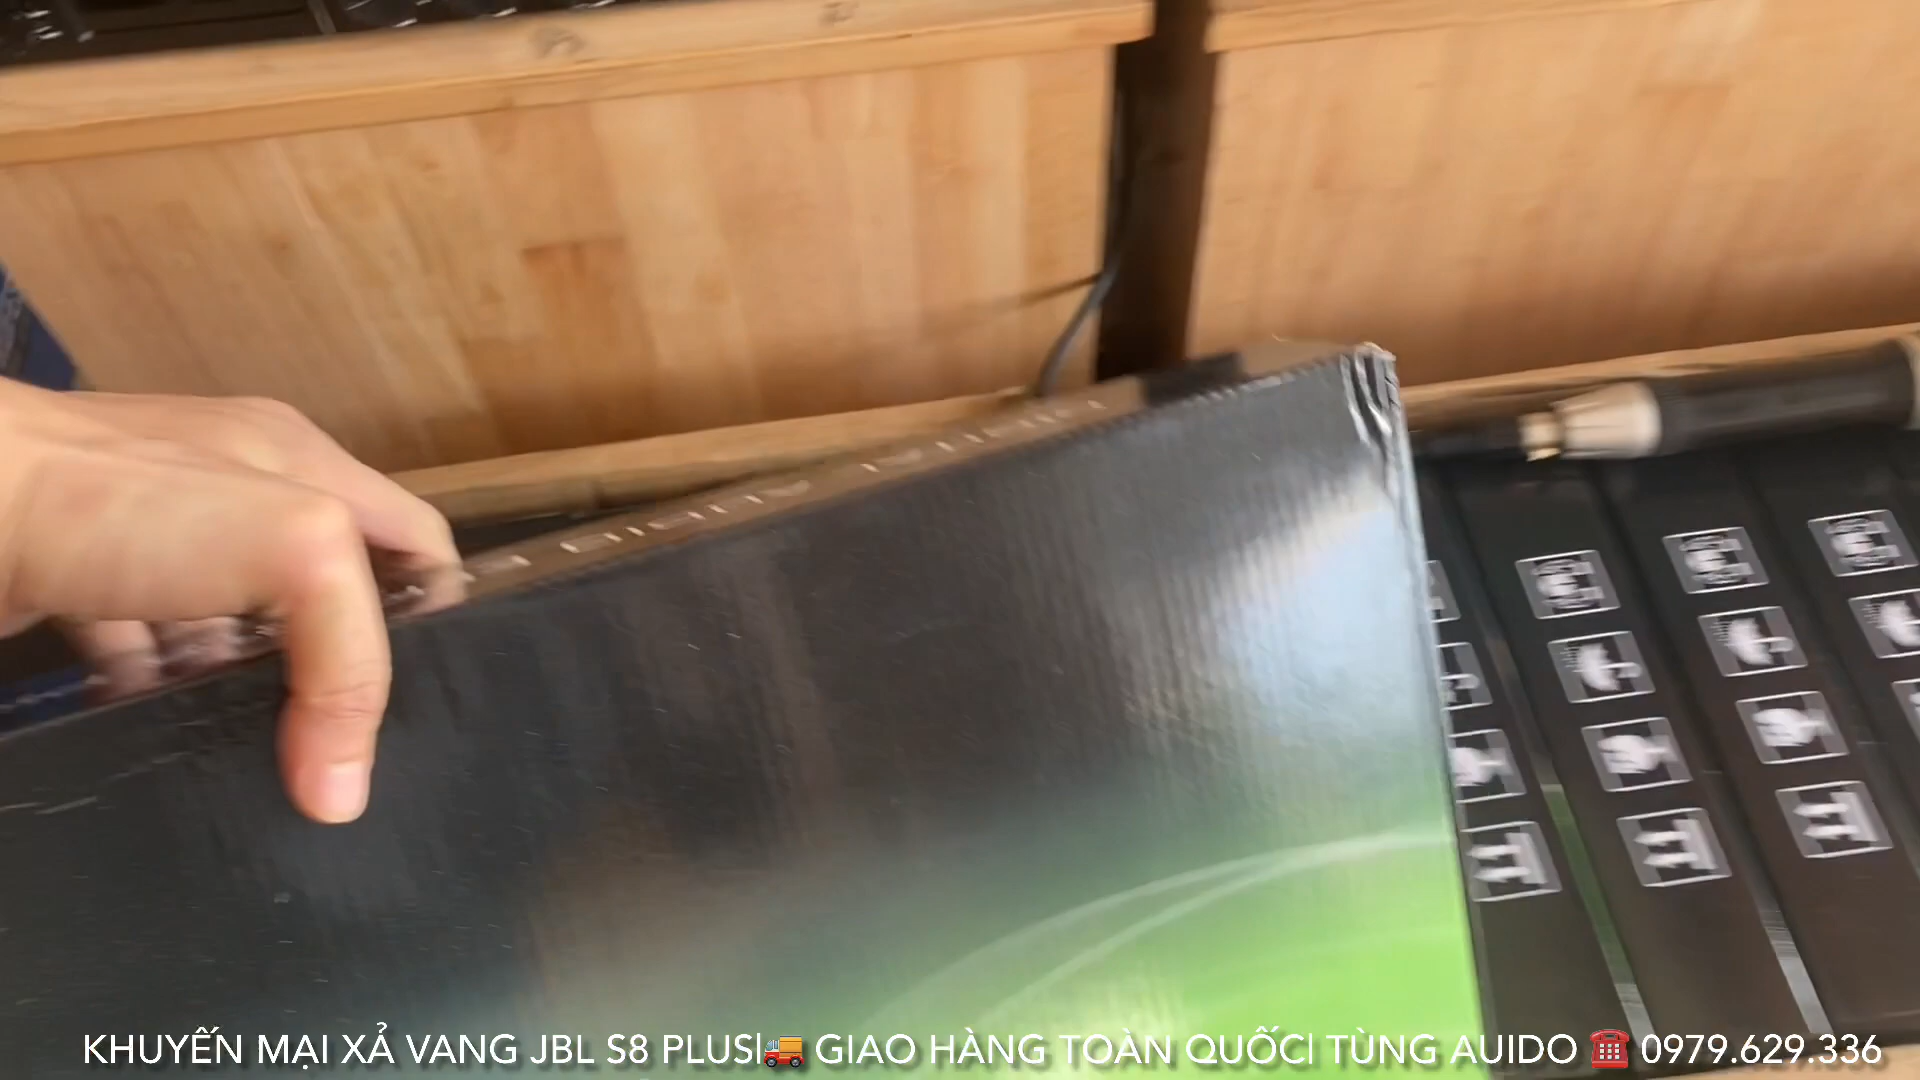 KHUYẾN MẠI XẢ VANG JBL S8 PLUS|🚚 GIAO HÀNG TOÀN QUỐC| TÙNG AUIDO ☎️ 0979.629.336